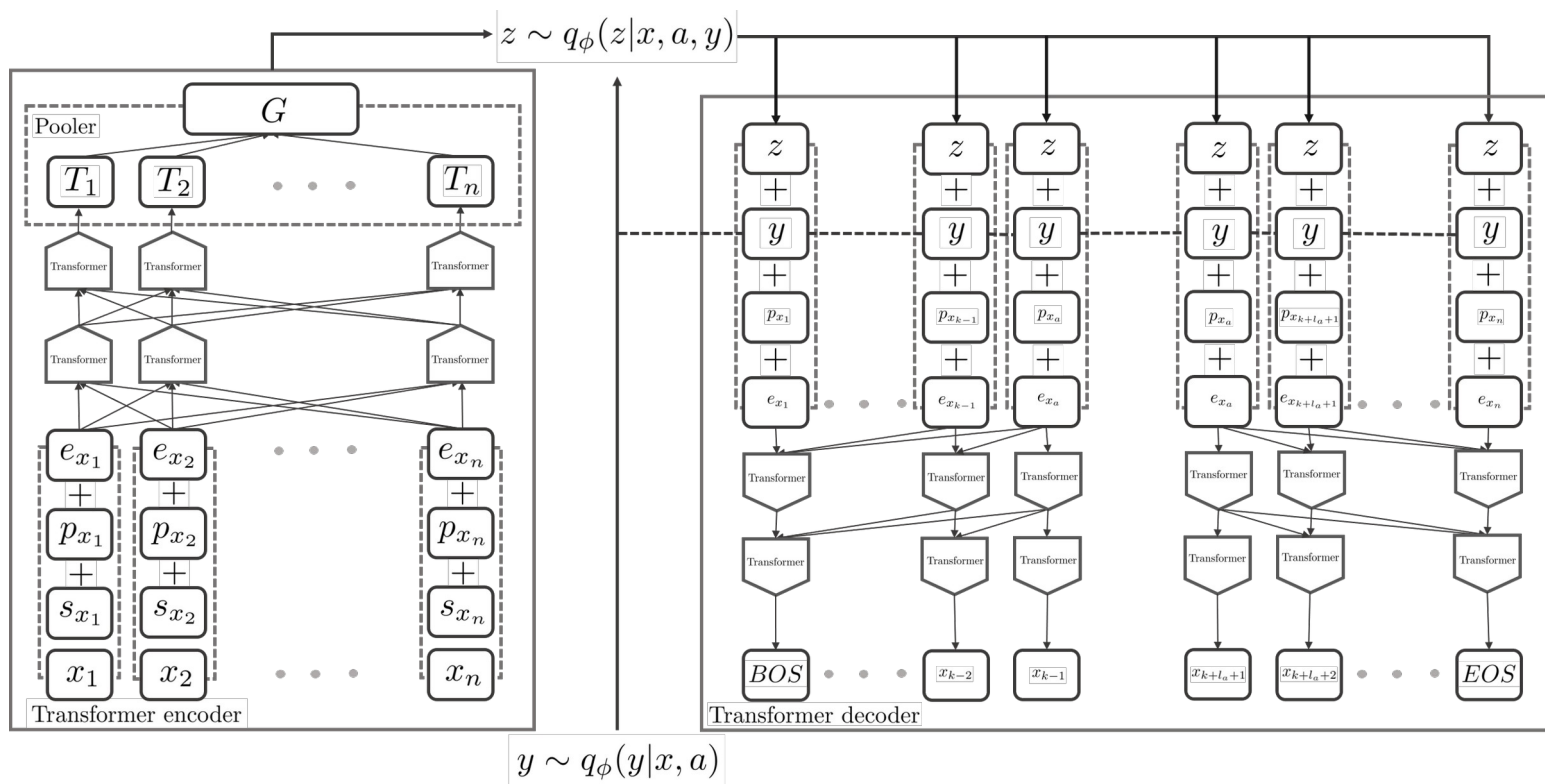 z ∼ q_ϕ(z|x, a, y)
G
Pooler
T_1 T_2 T_n
Transformer Transformer Transformer
Transformer Transformer Transformer
e_{x_1} e_{x_2} e_{x_n}
+ + +
p_{x_1} p_{x_2} p_{x_n}
+ + +
s_{x_1} s_{x_2} s_{x_n}
x_1 x_2 x_n
Transformer encoder
y ∼ q_ϕ(y|x, a)
z z z z z z
+ + + + + +
y y y y y y
+ + + + + +
p_{x_1} p_{x_{k-1}} p_{x_a} p_{x_a} p_{x_{k+l_a+1}} p_{x_n}
+ + + + + +
e_{x_1} e_{x_{k-1}} e_{x_a} e_{x_a} e_{x_{k+l_a+1}} e_{x_n}
Transformer Transformer Transformer Transformer Transformer Transformer
Transformer Transformer Transformer Transformer Transformer Transformer
BOS x_{k-2} x_{k-1} x_{k+l_a+1} x_{k+l_a+2} EOS
Transformer decoder